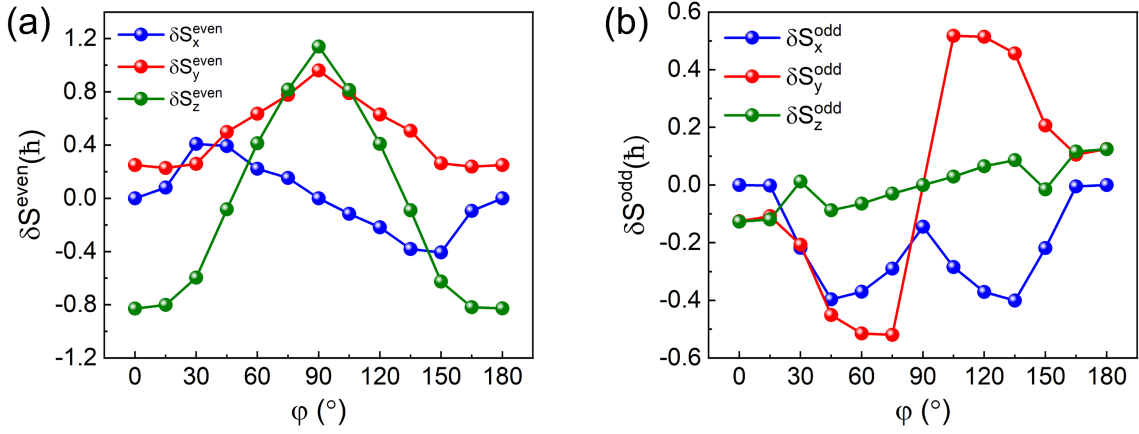 (a)
δS^even(ħ)
1.2
0.8
0.4
0.0
-0.4
-0.8
-1.2
δSₓ^even
δS_y^even
δS_z^even
0 30 60 90 120 150 180
φ (°)
(b)
δS^odd(ħ)
0.6
0.4
0.2
0.0
-0.2
-0.4
-0.6
δSₓ^odd
δS_y^odd
δS_z^odd
0 30 60 90 120 150 180
φ (°)